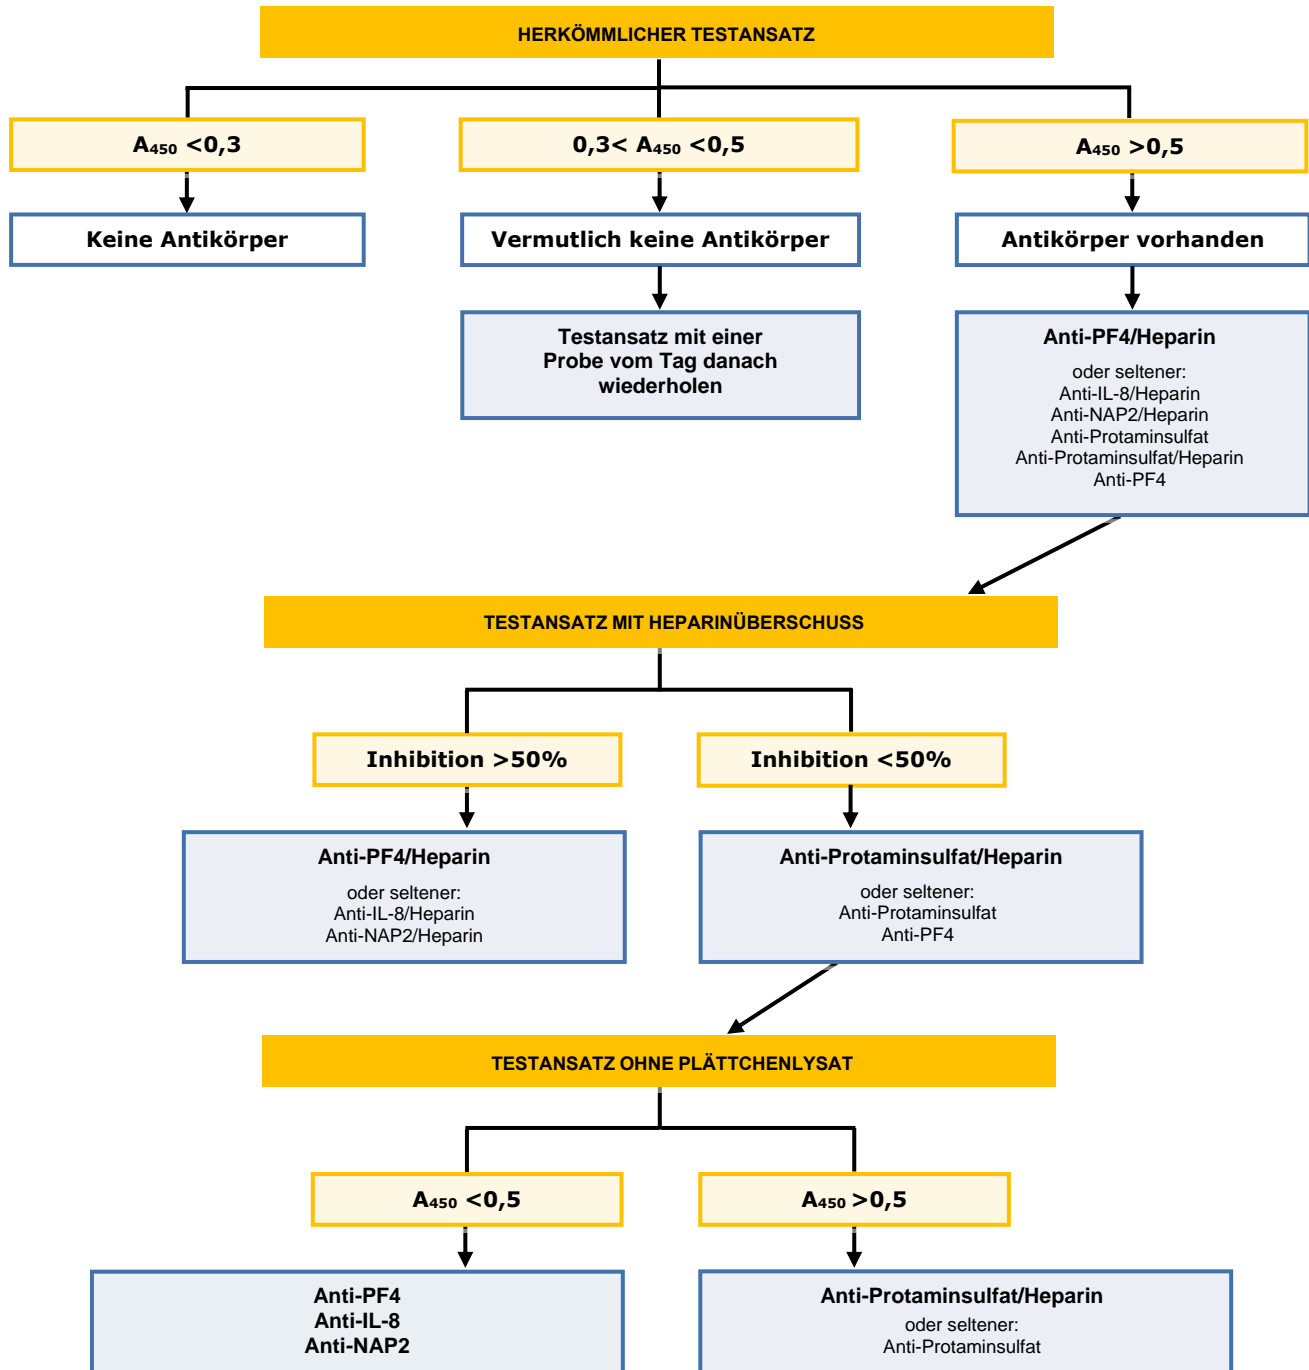 HERKÖMMLICHER TESTANSATZ
A₄₅₀ <0,3
0,3< A₄₅₀ <0,5
A₄₅₀ >0,5
Keine Antikörper
Vermutlich keine Antikörper
Antikörper vorhanden
Testansatz mit einer
Probe vom Tag danach
wiederholen
Anti-PF4/Heparin
oder seltener:
Anti-IL-8/Heparin
Anti-NAP2/Heparin
Anti-Protaminsulfat
Anti-Protaminsulfat/Heparin
Anti-PF4
TESTANSATZ MIT HEPARINÜBERSCHUSS
Inhibition >50%
Inhibition <50%
Anti-PF4/Heparin
oder seltener:
Anti-IL-8/Heparin
Anti-NAP2/Heparin
Anti-Protaminsulfat/Heparin
oder seltener:
Anti-Protaminsulfat
Anti-PF4
TESTANSATZ OHNE PLÄTTCHENLYSAT
A₄₅₀ <0,5
A₄₅₀ >0,5
Anti-PF4
Anti-IL-8
Anti-NAP2
Anti-Protaminsulfat/Heparin
oder seltener:
Anti-Protaminsulfat